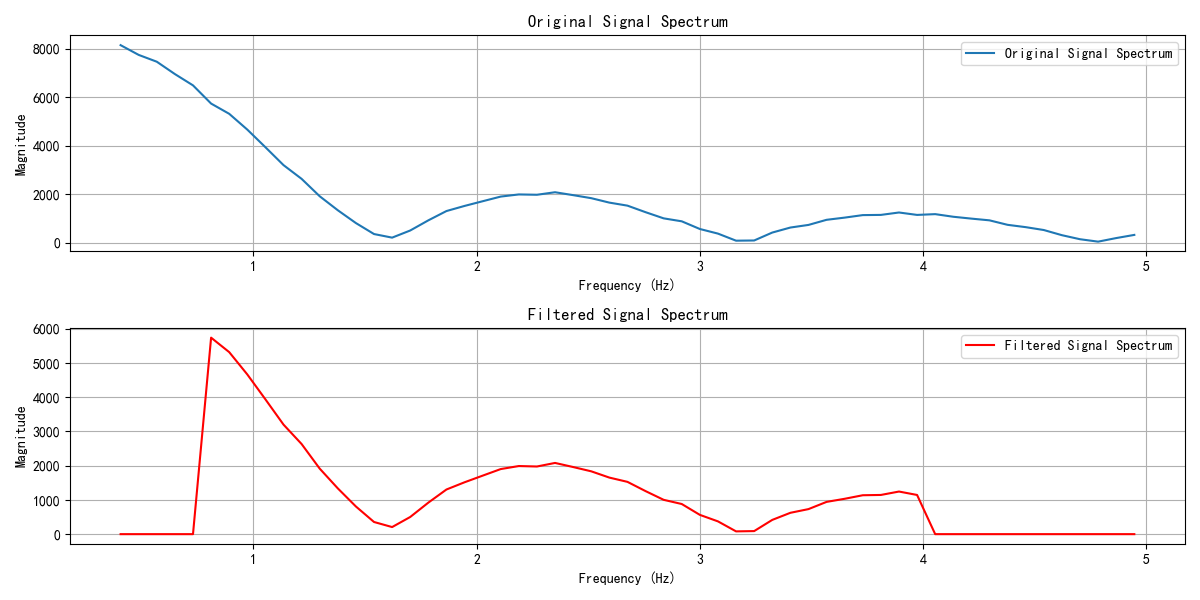 Original Signal Spectrum
Original Signal Spectrum
8000
6000
4000
2000
0
Magnitude
1 2 3 4 5
Frequency (Hz)
Filtered Signal Spectrum
Filtered Signal Spectrum
6000
5000
4000
3000
2000
1000
0
Magnitude
1 2 3 4 5
Frequency (Hz)